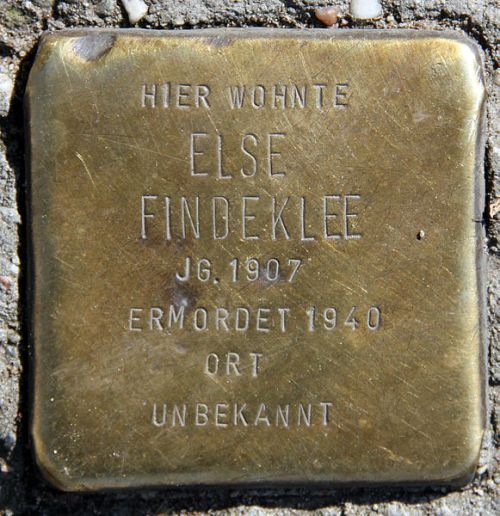 HIER WOHNTE
ELSE
FINDEKLEE
JG. 1907
ERMORDET 1940
ORT
UNBEKANNT